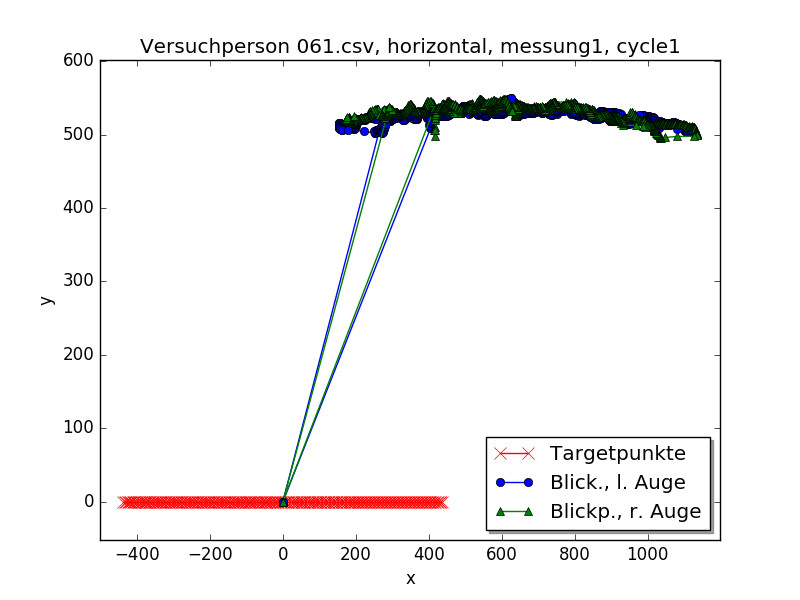 Versuchperson 061.csv, horizontal, messung1, cycle1
600
500
400
300
200
100
0
y
−400
−200
0
200
400
600
800
1000
x
Targetpunkte
Blick., l. Auge
Blickp., r. Auge